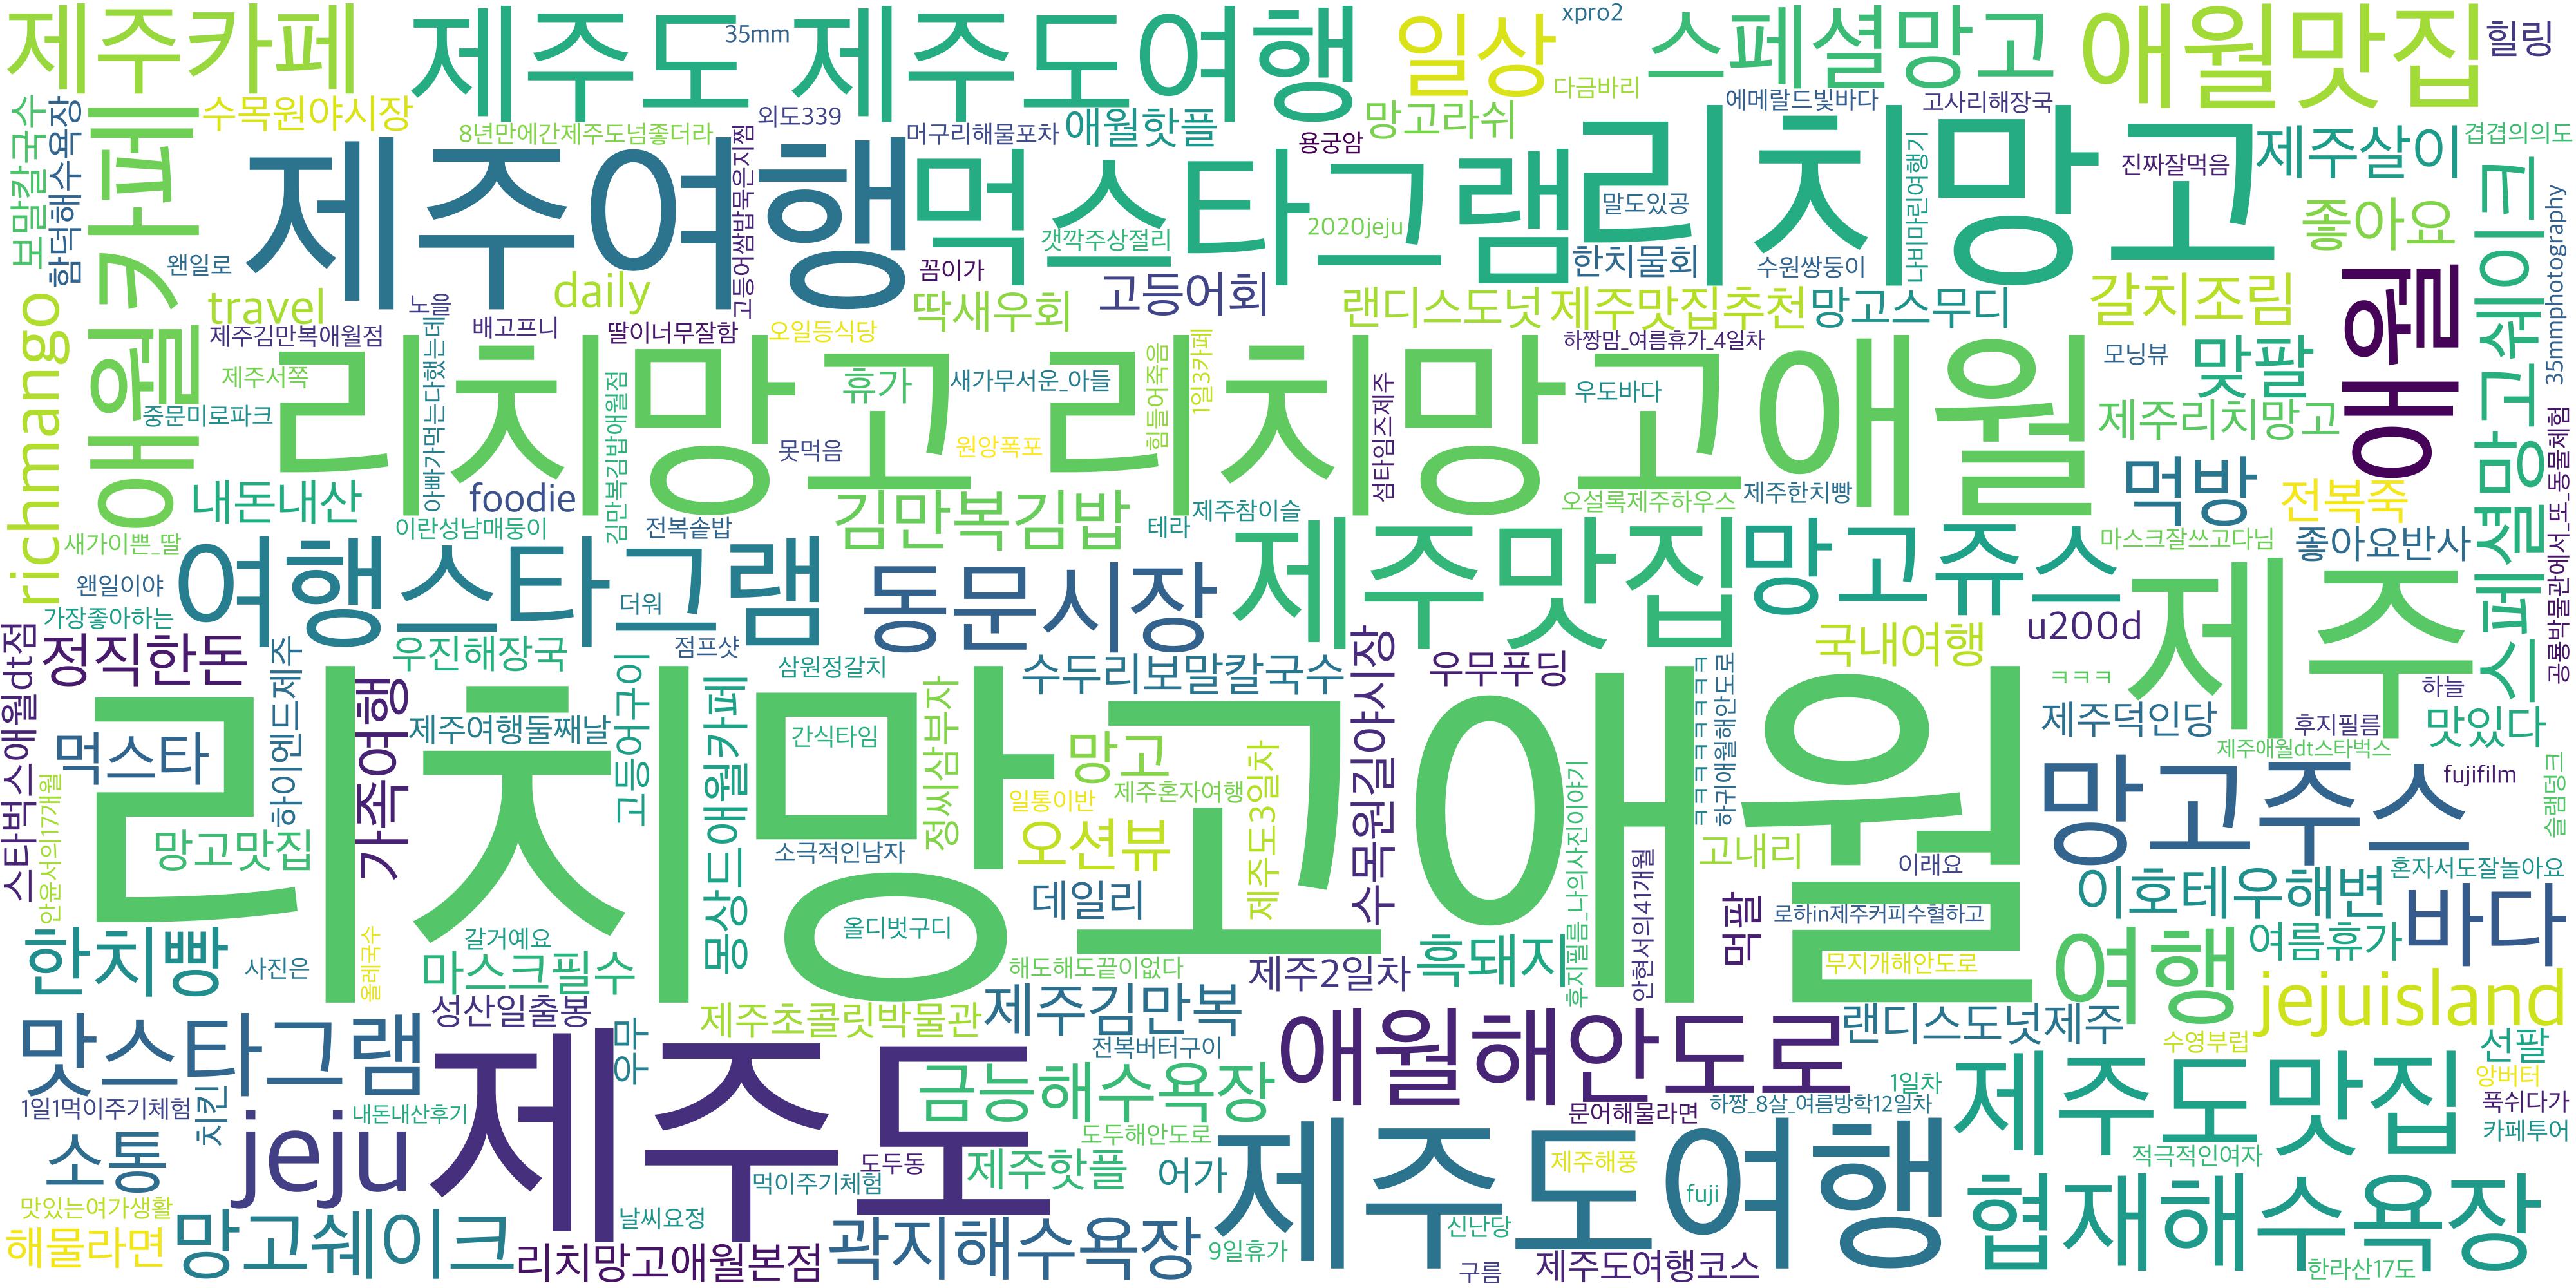 제주카페
제주도
35mm
제주도여행
일상
xpro2
스페셜망고
애월맛집
힐링
다금바리
에메랄드빛바다
고사리해장국
수목원야시장
8년만에간제주도넘좋더라
외도339
머구리해물포차
애월핫플
망고라쉬
용궁암
제주살이
겹겹의의도
진짜잘먹음
보말칼국수
함덕해수욕장
애월카페
제주여행
고등어쌈밥묵은지찜
먹스타그램
리치망고
말도있공
2020jeju
갯깍주상절리
나비마린여행기
좋아요
왠일로
꼼이가
한치물회
수원쌍둥이
travel
노을
daily
딱새우회
고등어회
랜디스도넛
제주맛집추천
망고스무디
갈치조림
애월
스페셜망고쉐이크
35mmphotography
richmango
제주김만복애월점
배고프니
딸이너무잘함
오일등식당
하짱맘_여름휴가_4일차
모닝뷰
맞팔
제주서쪽
중문미로파크
리치망고
아빠가먹는다했는데
김만복김밥애월점
휴가
새가무서운_아들
힘들어죽음
1일3카페
리치망고애월
우도바다
제주리치망고
못먹음
원앙폭포
섬타임즈제주
내돈내산
foodie
김만복김밥
오설록제주하우스
제주한치빵
먹방
전복죽
공룡박물관에서_또_동물체험
새가이쁜_딸
이란성남매둥이
전복솥밥
테라
제주참이슬
마스크잘쓰고다님
좋아요반사
왠일이야
여행스타그램
동문시장
제주맛집
망고쥬스
제주
가장좋아하는
더워
u200d
정직한돈
우진해장국
점프샷
삼원정갈치
수두리보말칼국수
우무푸딩
국내여행
ㅋㅋㅋ
하늘
스타벅스애월dt점
하이엔드제주
가족여행
제주여행둘째날
고등어구이
몽상드애월카페
간식타임
정씨삼부자
망고
수목원길야시장
ㅋㅋㅋㅋㅋㅋㅋ
하귀애월해안도로
제주덕인당
후지필름
맛있다
먹스타
리치망고애월
제주애월dt스타벅스
fujifilm
안윤서의17개월
일통이반
제주혼자여행
제주도3일차
망고주스
슬램덩크
망고맛집
소극적인남자
오션뷰
후지필름_나의사진이야기
고내리
이래요
혼자서도잘놀아요
데일리
안현서의41개월
먹팔
로하in제주커피수혈하고
이호테우해변
바다
한치빵
올디벗구디
갈거예요
흑돼지
여행
여름휴가
사진은
올레국수
마스크필수
해도해도끝이없다
제주2일차
무지개해안도로
성산일출봉
제주초콜릿박물관
제주김만복
애월해안도로
랜디스도넛제주
jejuisland
맛스타그램
우무
전복버터구이
수영부럽
선팔
제주도
금능해수욕장
제주도맛집
앙버터
1일1먹이주기체험
치킨
내돈내산후기
1일차
문어해물라면
하짱_8살_여름방학12일차
푹쉬다가
카페투어
소통
jeju
도두해안도로
도두동
제주핫플
어가
제주도여행
제주해풍
적극적인여자
먹이주기체험
fuji
협재해수욕장
맛있는여가생활
해물라면
망고쉐이크
날씨요정
곽지해수욕장
신난당
리치망고애월본점
9일휴가
구름
제주도여행코스
한라산17도